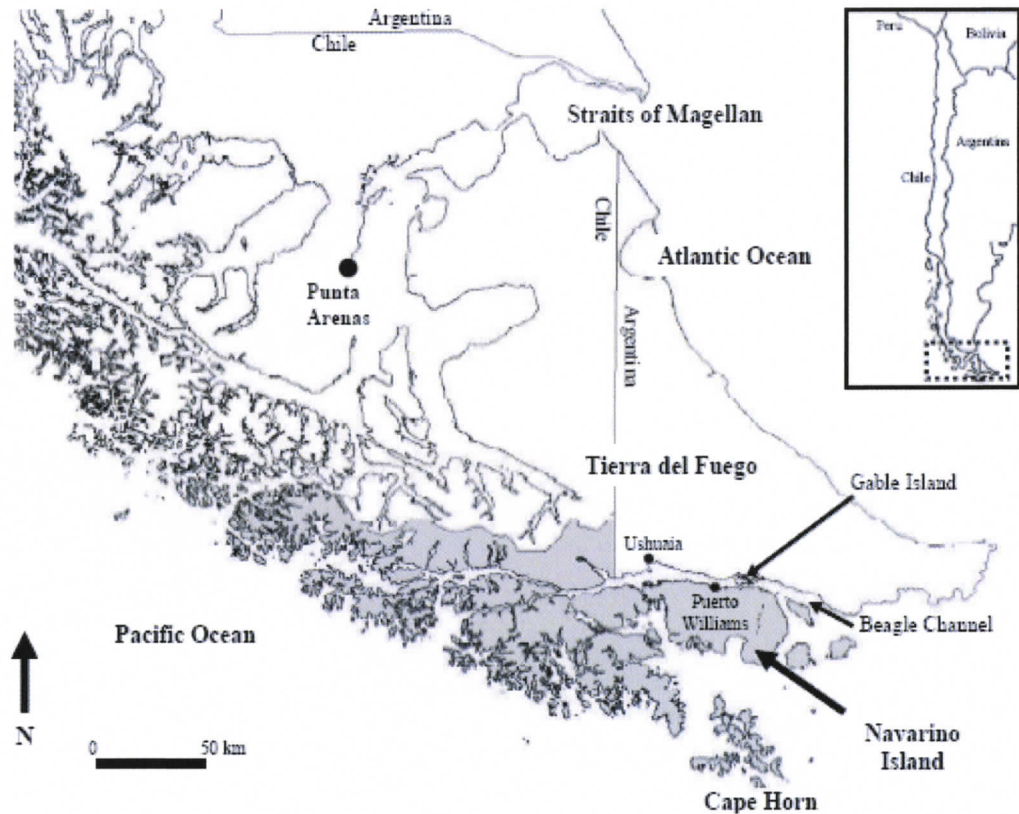 Argentina
Chile
Straits of Magellan
Chile
Argentina
Atlantic Ocean
Punta
Arenas
Tierra del Fuego
Gable Island
Ushuaia
Puerto
Williams
Beagle Channel
Pacific Ocean
Navarino
Island
N
0
50 km
Cape Horn
Peru
Bolivia
Argentina
Chile